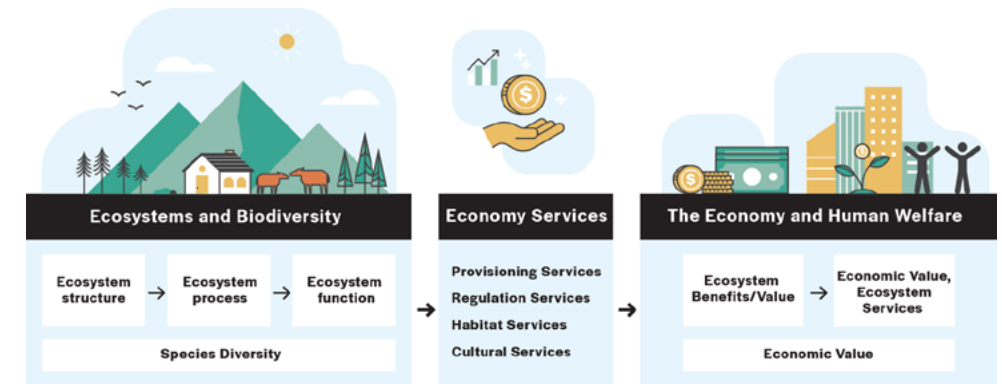 $
$
$
Ecosystems and Biodiversity
Economy Services
The Economy and Human Welfare
Ecosystem
structure
Ecosystem
process
Ecosystem
function
Species Diversity
Provisioning Services
Regulation Services
Habitat Services
Cultural Services
Ecosystem
Benefits/Value
Economic Value,
Ecosystem
Services
Economic Value